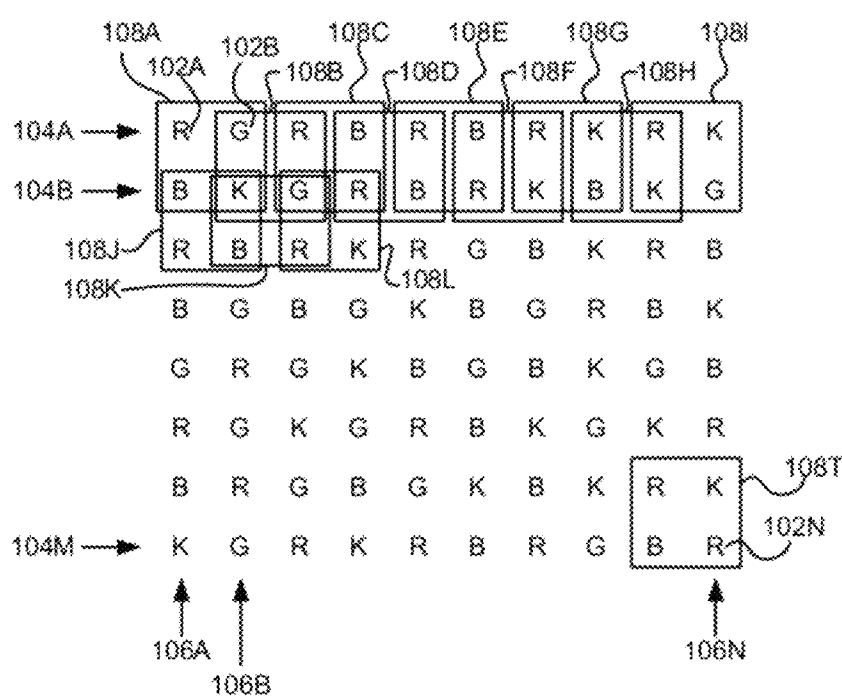 108A 108C 108E 108G 108I
102A 102B 108B 108D 108F 108H
104A R G R B R B R K R K
104B B K G R B R K B K G
108J R B R K R G B K R B
108K 108L
B G B G K B G R B K
G R G K B G B K G B
R G K G R B K G K R
B R G B G K B K R K 108T
102N
104M K G R K R B R G B R
106A 106N
106B